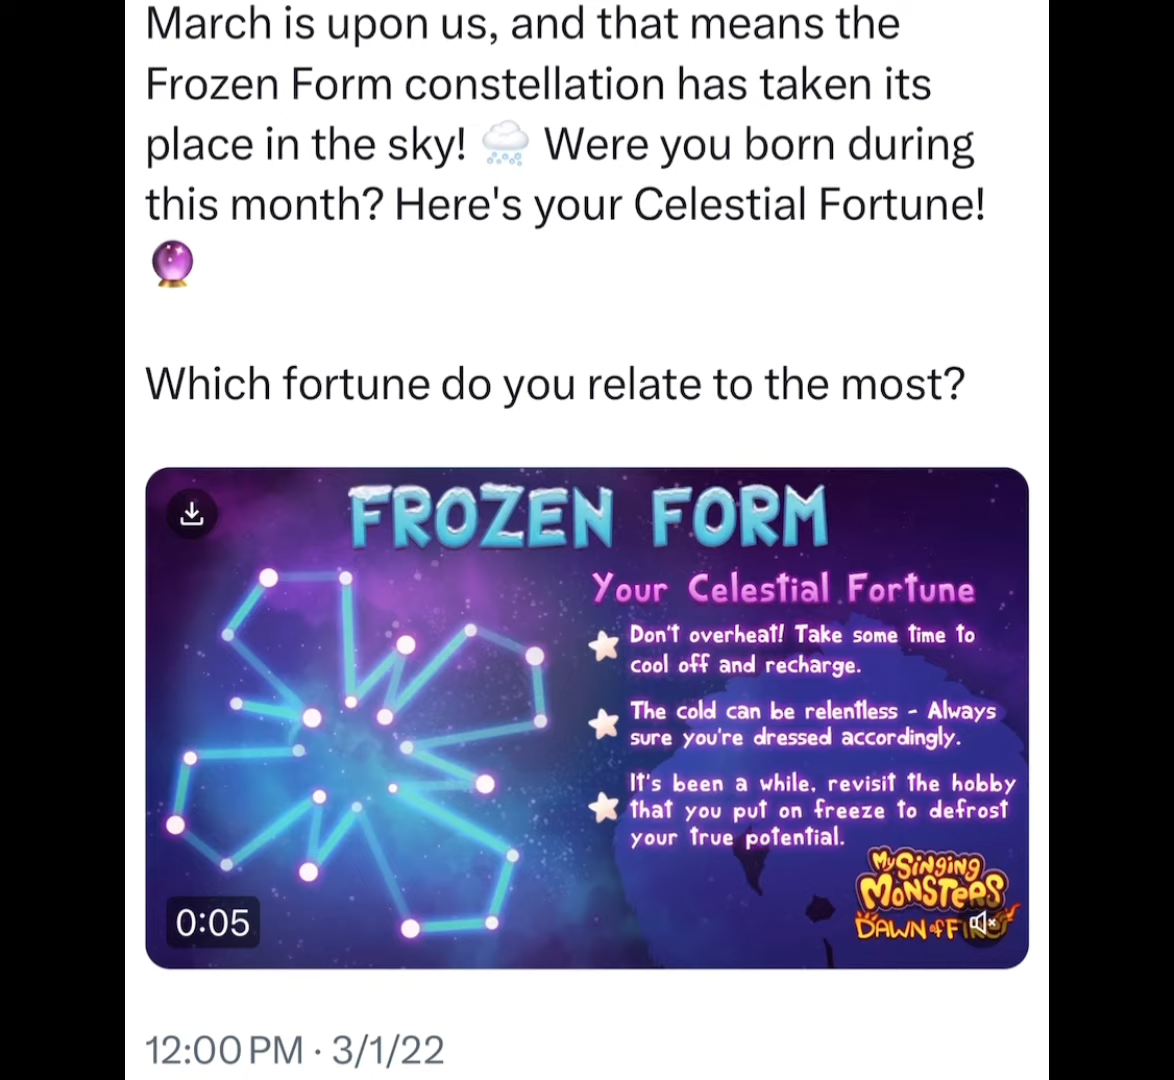 March is upon us, and that means the
Frozen Form constellation has taken its
place in the sky! 🌨️ Were you born during
this month? Here's your Celestial Fortune!
🔮
Which fortune do you relate to the most?
FROZEN FORM
Your Celestial Fortune
Don't overheat! Take some time to
cool off and recharge.
The cold can be relentless - Always
sure you're dressed accordingly.
It's been a while, revisit the hobby
that you put on freeze to defrost
your true potential.
My Singing
Monsters
Dawn of
0:05
12:00 PM · 3/1/22